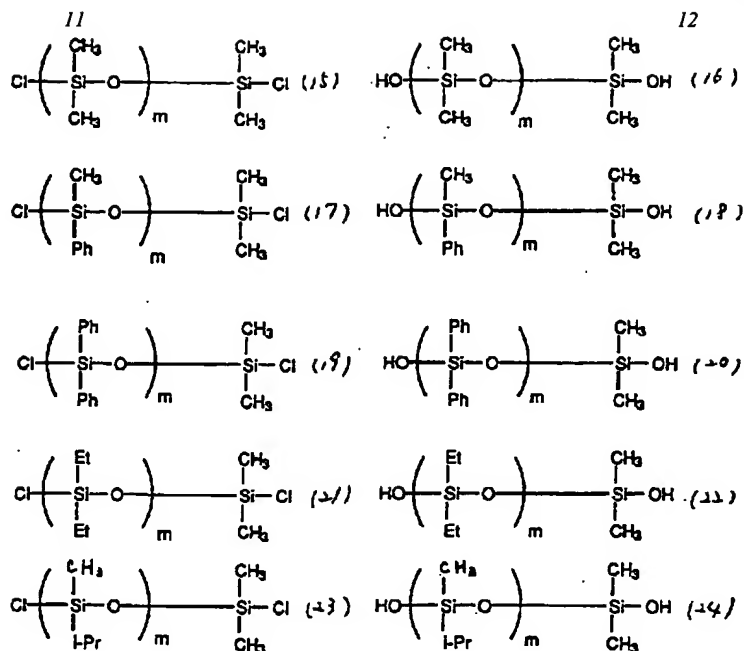 11 12
CH₃ CH₃ CH₃ CH₃
Cl Si O Si Cl (15) HO Si O Si OH (16)
CH₃ m CH₃ CH₃ m CH₃
CH₃ CH₃ CH₃ CH₃
Cl Si O Si Cl (17) HO Si O Si OH (18)
Ph m CH₃ Ph m CH₃
Ph CH₃ Ph CH₃
Cl Si O Si Cl (19) HO Si O Si OH (20)
Ph m CH₃ Ph m CH₃
Et CH₃ Et CH₃
Cl Si O Si Cl (21) HO Si O Si OH (22)
Et m CH₃ Et m CH₃
CH₃ CH₃ CH₃ CH₃
Cl Si O Si Cl (23) HO Si O Si OH (24)
i-Pr m CH₃ i-Pr m CH₃